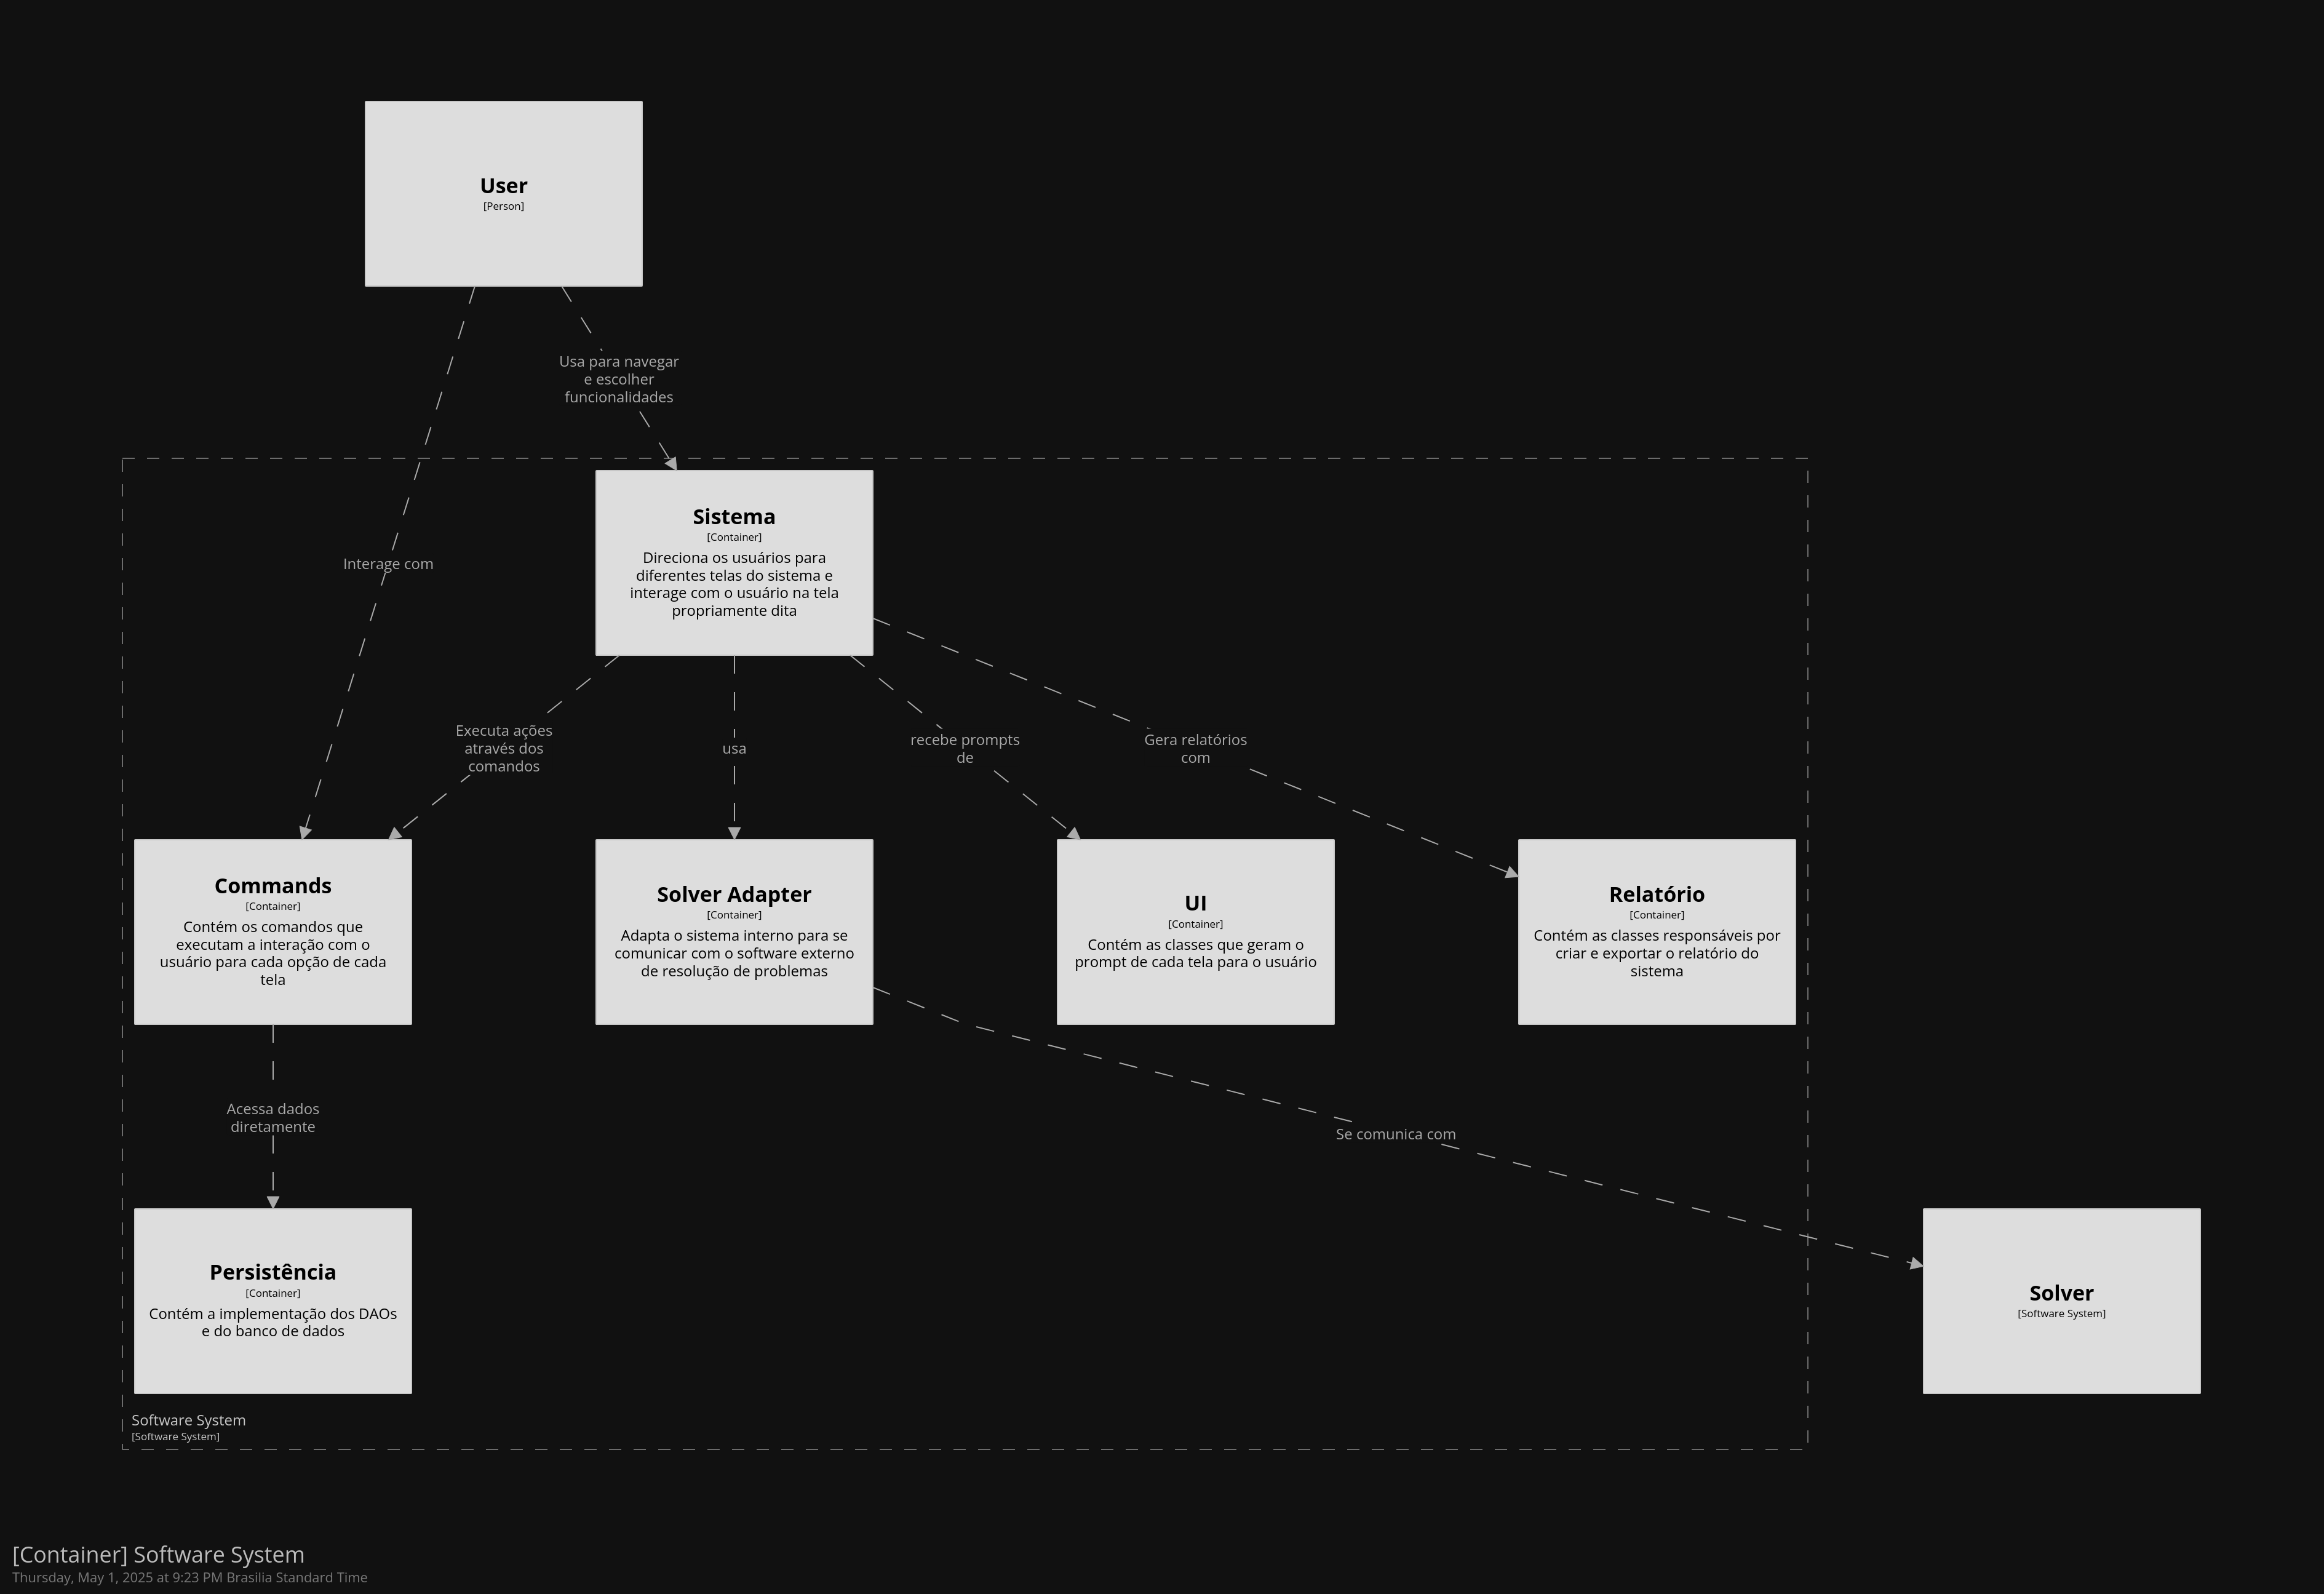 User
[Person]
Usa para navegar
e escolher
funcionalidades
Interage com
Sistema
[Container]
Direciona os usuários para
diferentes telas do sistema e
interage com o usuário na tela
propriamente dita
Executa ações
através dos
comandos
usa
recebe prompts
de
Gera relatórios
com
Commands
[Container]
Contém os comandos que
executam a interação com o
usuário para cada opção de cada
tela
Solver Adapter
[Container]
Adapta o sistema interno para se
comunicar com o software externo
de resolução de problemas
UI
[Container]
Contém as classes que geram o
prompt de cada tela para o usuário
Relatório
[Container]
Contém as classes responsáveis por
criar e exportar o relatório do
sistema
Acessa dados
diretamente
Se comunica com
Persistência
[Container]
Contém a implementação dos DAOs
e do banco de dados
Solver
[Software System]
Software System
[Software System]
[Container] Software System
Thursday, May 1, 2025 at 9:23 PM Brasilia Standard Time